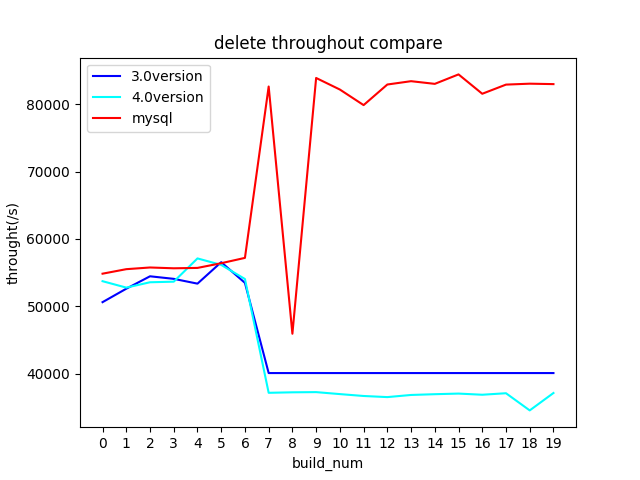 delete throughout compare
3.0version
4.0version
mysql
throught(/s)
80000
70000
60000
50000
40000
0 1 2 3 4 5 6 7 8 9 10 11 12 13 14 15 16 17 18 19
build_num